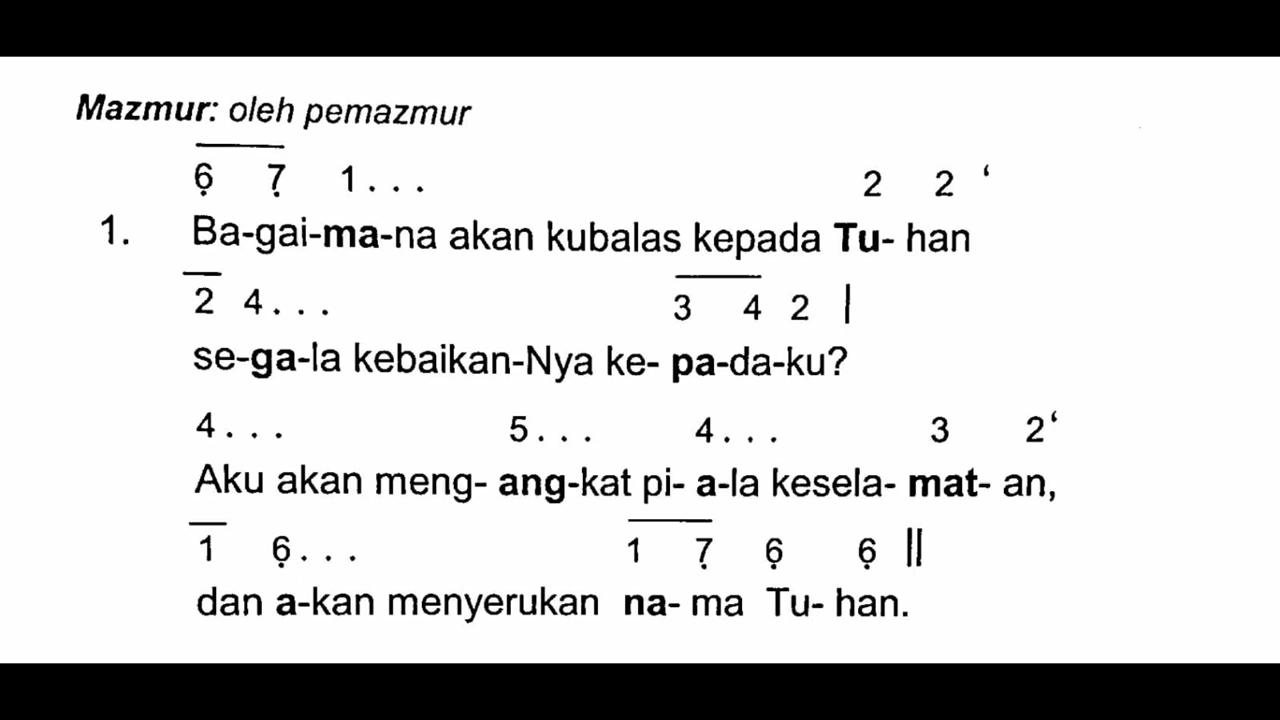 Mazmur: oleh pemazmur
6̣ 7̣ 1... 2 2 ‘
1. Ba-gai-ma-na akan kubalas kepada Tu- han
2 4... 3 4 2 |
se-ga-la kebaikan-Nya ke- pa-da-ku?
4... 5... 4... 3 2‘
Aku akan meng- ang-kat pi- a-la kesela- mat- an,
1 6̣... 1 7̣ 6̣ 6̣ ||
dan a-kan menyerukan na- ma Tu- han.